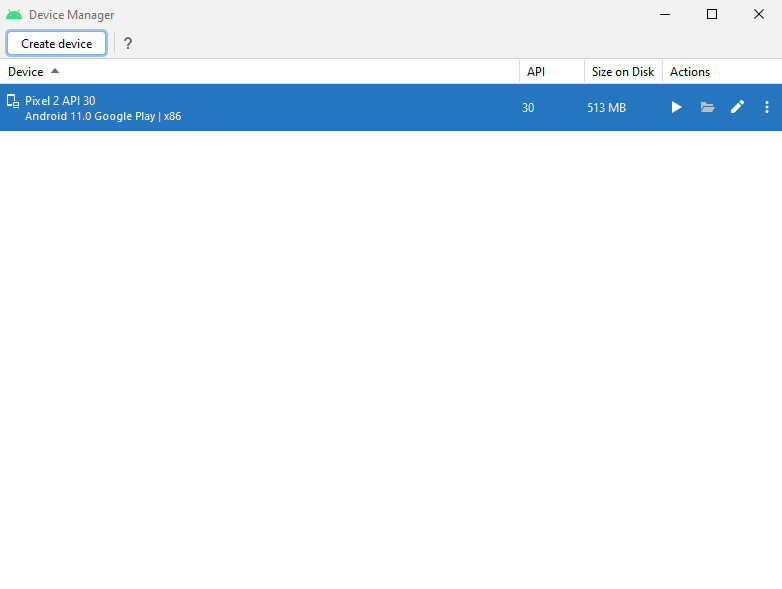 Device Manager
Create device
?
Device API Size on Disk Actions
Pixel 2 API 30
Android 11.0 Google Play | x86
30 513 MB